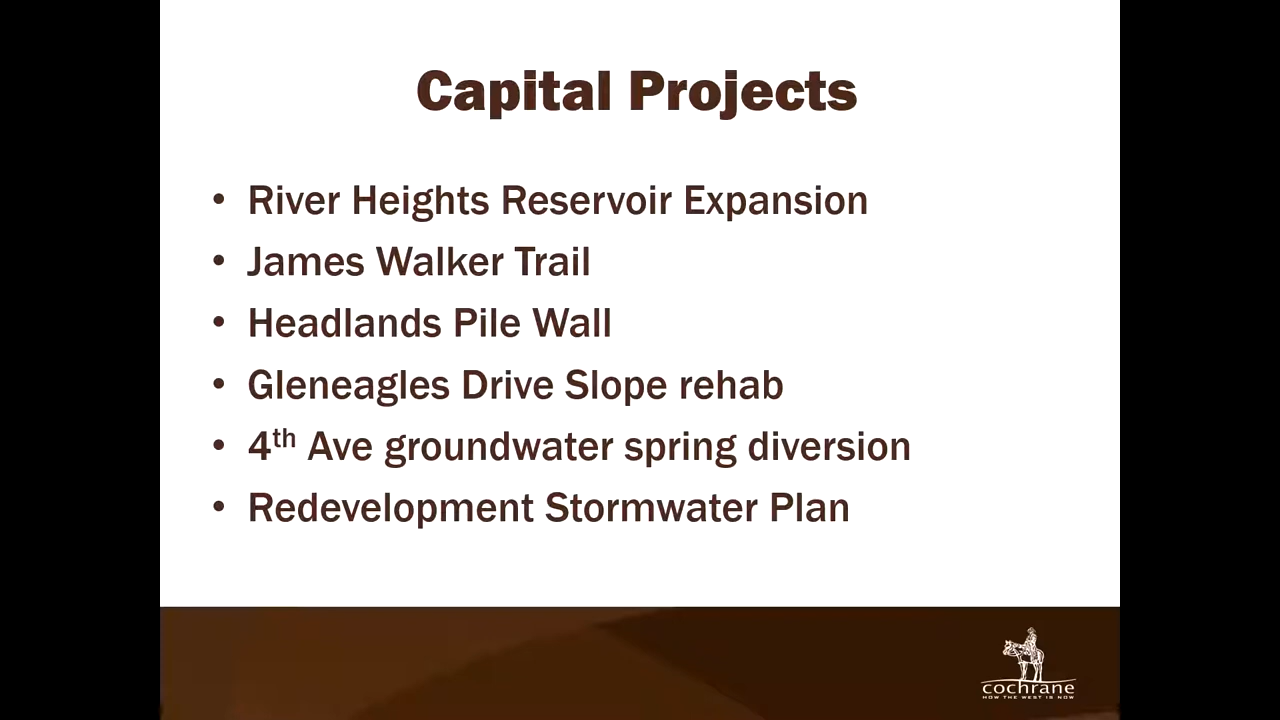 Capital Projects
• River Heights Reservoir Expansion
• James Walker Trail
• Headlands Pile Wall
• Gleneagles Drive Slope rehab
• 4th Ave groundwater spring diversion
• Redevelopment Stormwater Plan
cochrane
HOW THE WEST IS NOW